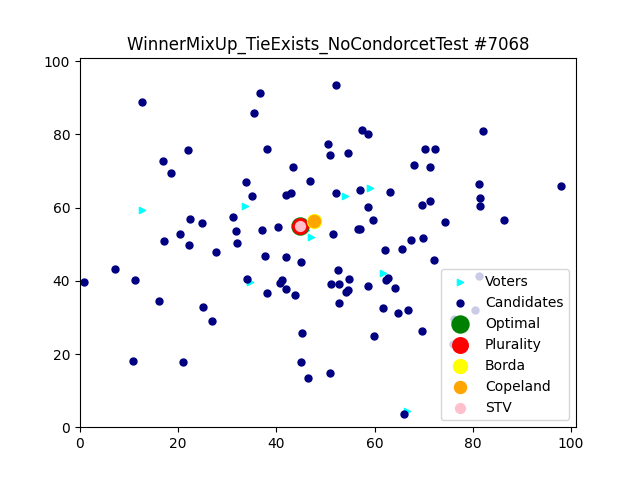 WinnerMixUp_TieExists_NoCondorcetTest #7068
100
80
60
40
20
0
0
20
40
60
80
100
Voters
Candidates
Optimal
Plurality
Borda
Copeland
STV